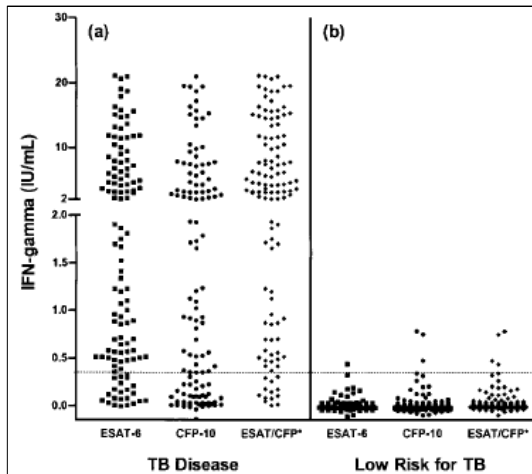 (a)
(b)
IFN-gamma (IU/mL)
30
20
10
2
2.0
1.5
1.0
0.5
0.0
ESAT-6 CFP-10 ESAT/CFP* ESAT-6 CFP-10 ESAT/CFP*
TB Disease Low Risk for TB